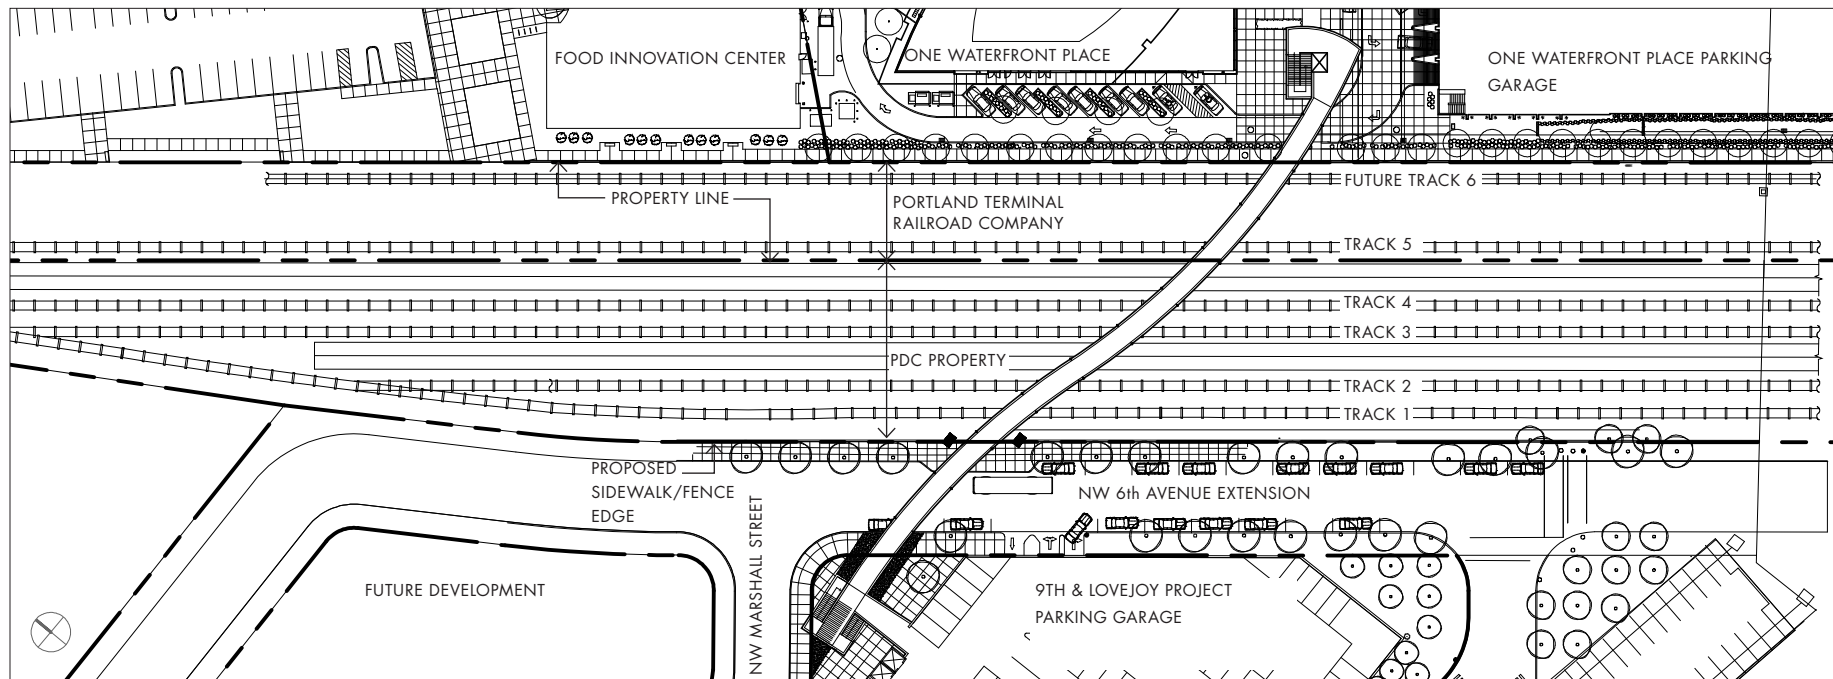 FOOD INNOVATION CENTER
ONE WATERFRONT PLACE
ONE WATERFRONT PLACE PARKING
GARAGE
FUTURE TRACK 6
PROPERTY LINE
PORTLAND TERMINAL
RAILROAD COMPANY
TRACK 5
TRACK 4
TRACK 3
PDC PROPERTY
TRACK 2
TRACK 1
PROPOSED
SIDEWALK/FENCE
EDGE
NW MARSHALL STREET
NW 6th AVENUE EXTENSION
FUTURE DEVELOPMENT
9TH & LOVEJOY PROJECT
PARKING GARAGE